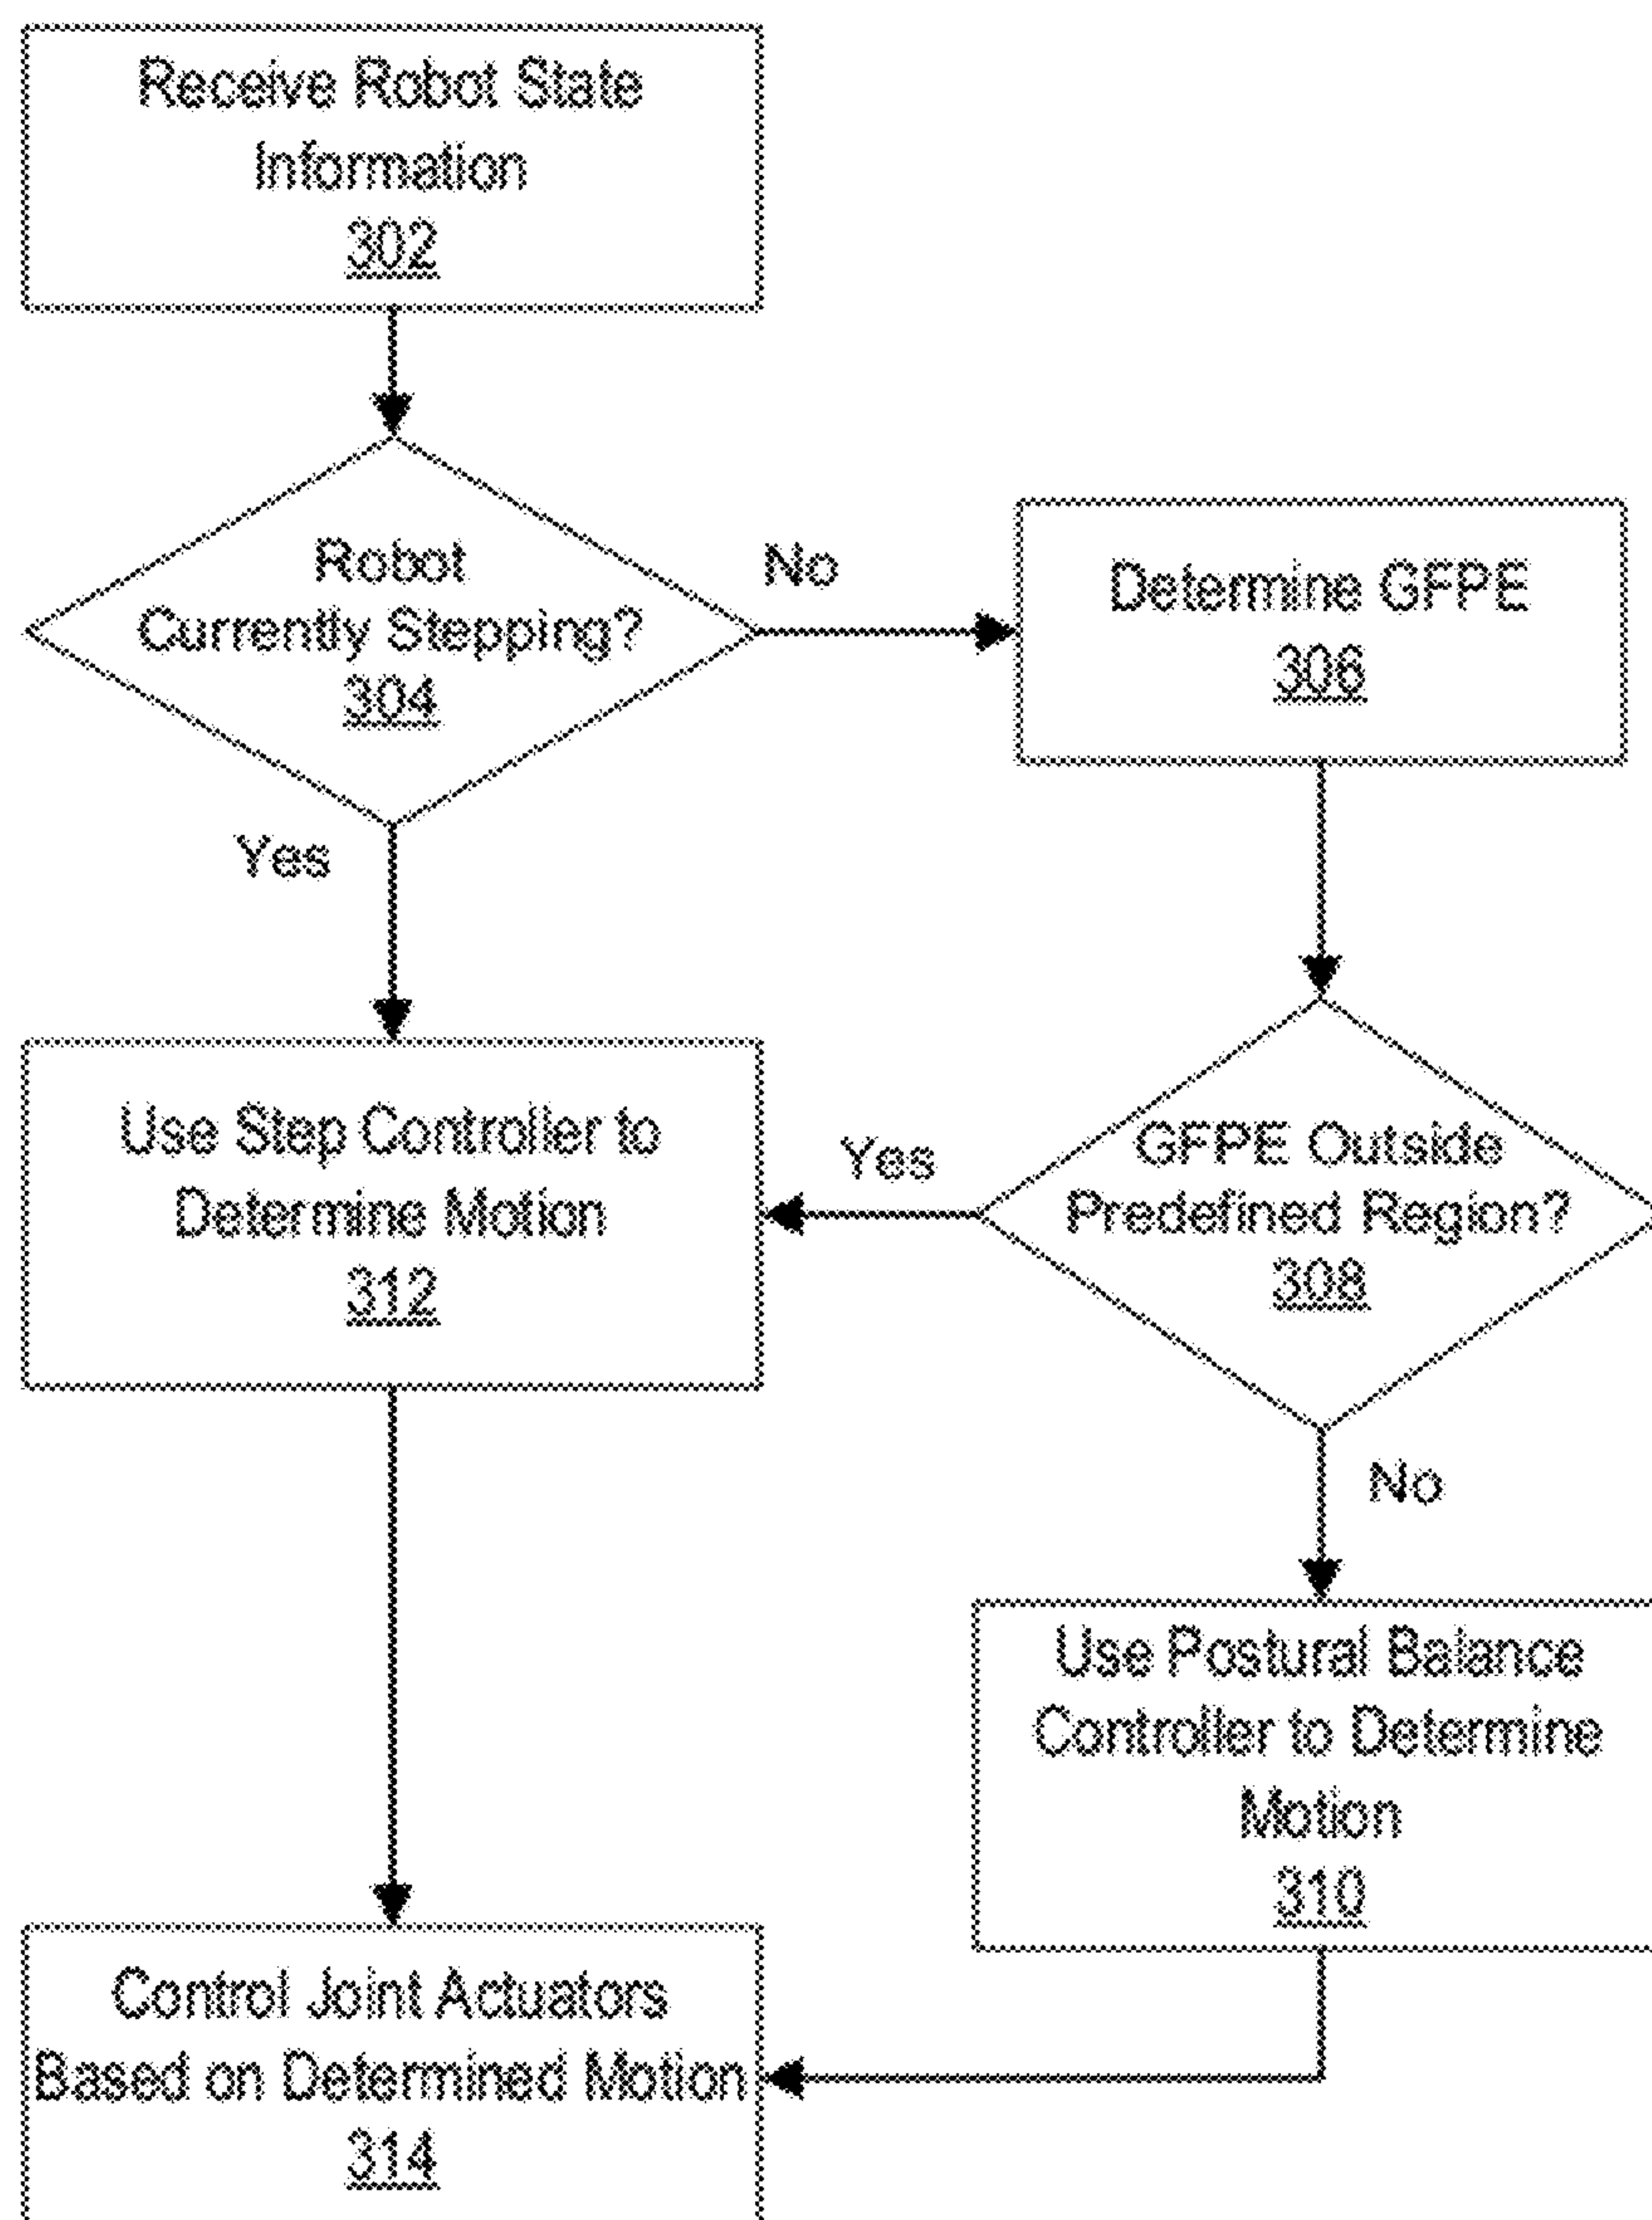 Receive Robot State
Information
302
Robot
Currently Stepping?
304
No
Determine GFPE
306
Yes
Use Step Controller to
Determine Motion
312
Yes
GFPE Outside
Predefined Region?
308
No
Use Postural Balance
Controller to Determine
Motion
310
Control Joint Actuators
Based on Determined Motion
314